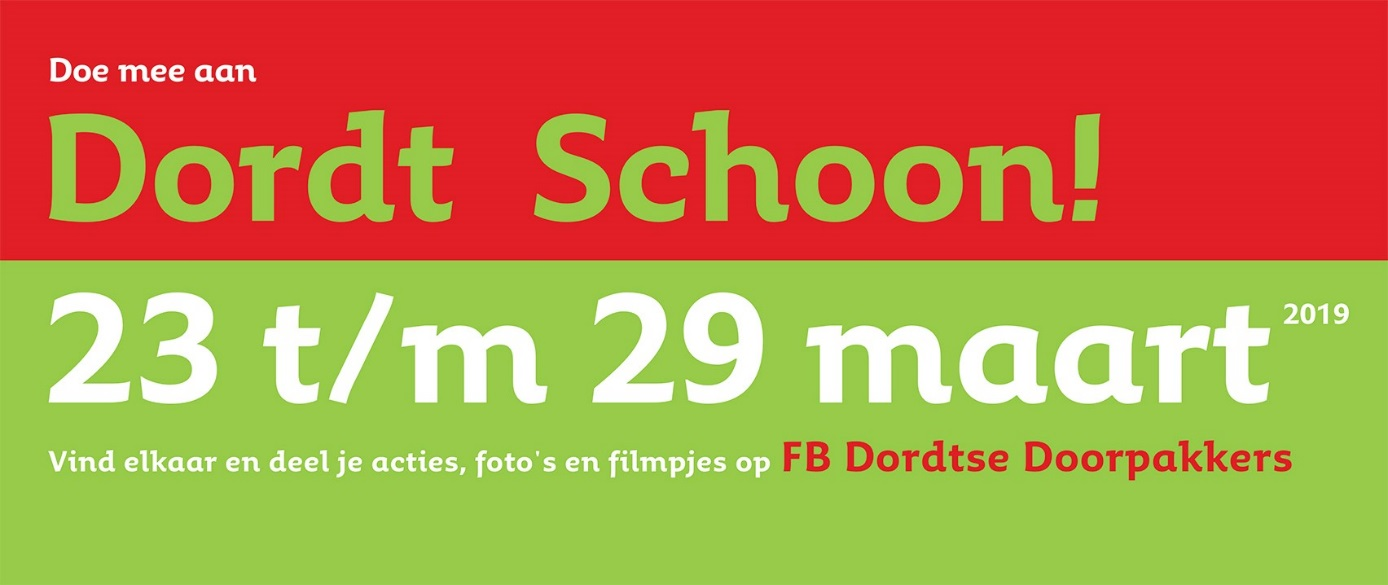 Doe mee aan
Dordt Schoon!
23 t/m 29 maart 2019
Vind elkaar en deel je acties, foto's en filmpjes op FB Dordtse Doorpakkers